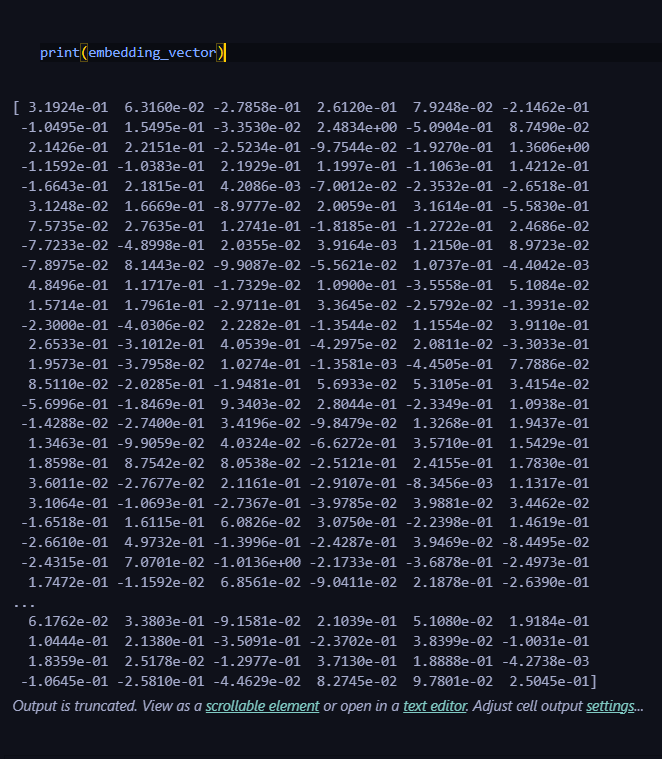 print(embedding_vector)
[ 3.1924e-01  6.3160e-02 -2.7858e-01  2.6120e-01  7.9248e-02 -2.1462e-01
 -1.0495e-01  1.5495e-01 -3.3530e-02  2.4834e+00 -5.0904e-01  8.7490e-02
  2.1426e-01  2.2151e-01 -2.5234e-01 -9.7544e-02 -1.9270e-01  1.3606e+00
 -1.1592e-01 -1.0383e-01  2.1929e-01  1.1997e-01 -1.1063e-01  1.4212e-01
 -1.6643e-01  2.1815e-01  4.2086e-03 -7.0012e-02 -2.3532e-01 -2.6518e-01
  3.1248e-02  1.6669e-01 -8.9777e-02  2.0059e-01  3.1614e-01 -5.5830e-01
  7.5735e-02  2.7635e-01  1.2741e-01 -1.8185e-01 -1.2722e-01  2.4686e-02
 -7.7233e-02 -4.8998e-01  2.0355e-02  3.9164e-03  1.2150e-01  8.9723e-02
 -7.8975e-02  8.1443e-02 -9.9087e-02 -5.5621e-02  1.0737e-01 -4.4042e-03
  4.8496e-01  1.1717e-01 -1.7329e-02  1.0900e-01 -3.5558e-01  5.1084e-02
  1.5714e-01  1.7961e-01 -2.9711e-01  3.3645e-02 -2.5792e-02 -1.3931e-02
 -2.3000e-01 -4.0306e-02  2.2282e-01 -1.3544e-02  1.1554e-02  3.9110e-01
  2.6533e-01 -3.1012e-01  4.0539e-01 -4.2975e-02  2.0811e-02 -3.3033e-01
  1.9573e-01 -3.7958e-02  1.0274e-01 -1.3581e-03 -4.4505e-01  7.7886e-02
  8.5110e-02 -2.0285e-01 -1.9481e-01  5.6933e-02  5.3105e-01  3.4154e-02
 -5.6996e-01 -1.8469e-01  9.3403e-02  2.8044e-01 -2.3349e-01  1.0938e-01
 -1.4288e-02 -2.7400e-01  3.4196e-02 -9.8479e-02  1.3268e-01  1.9437e-01
  1.3463e-01 -9.9059e-02  4.0324e-02 -6.6272e-01  3.5710e-01  1.5429e-01
  1.8598e-01  8.7542e-02  8.0538e-02 -2.5121e-01  2.4155e-01  1.7830e-01
  3.6011e-02 -2.7677e-02  2.1161e-01 -2.9107e-01 -8.3456e-03  1.1317e-01
  3.1064e-01 -1.0693e-01 -2.7367e-01 -3.9785e-02  3.9881e-02  3.4462e-02
 -1.6518e-01  1.6115e-01  6.0826e-02  3.0750e-01 -2.2398e-01  1.4619e-01
 -2.6610e-01  4.9732e-01 -1.3996e-01 -2.4287e-01  3.9469e-02 -8.4495e-02
 -2.4315e-01  7.0701e-02 -1.0136e+00 -2.1733e-01 -3.6878e-01 -2.4973e-01
  1.7472e-01 -1.1592e-02  6.8561e-02 -9.0411e-02  2.1878e-01 -2.6390e-01
...
  6.1762e-02  3.3803e-01 -9.1581e-02  2.1039e-01  5.1080e-02  1.9184e-01
  1.0444e-01  2.1380e-01 -3.5091e-01 -2.3702e-01  3.8399e-02 -1.0031e-01
  1.8359e-01  2.5178e-02 -1.2977e-01  3.7130e-01  1.8888e-01 -4.2738e-03
 -1.0645e-01 -2.5810e-01 -4.4629e-02  8.2745e-02  9.7801e-02  2.5045e-01]
Output is truncated. View as a scrollable element or open in a text editor. Adjust cell output settings...